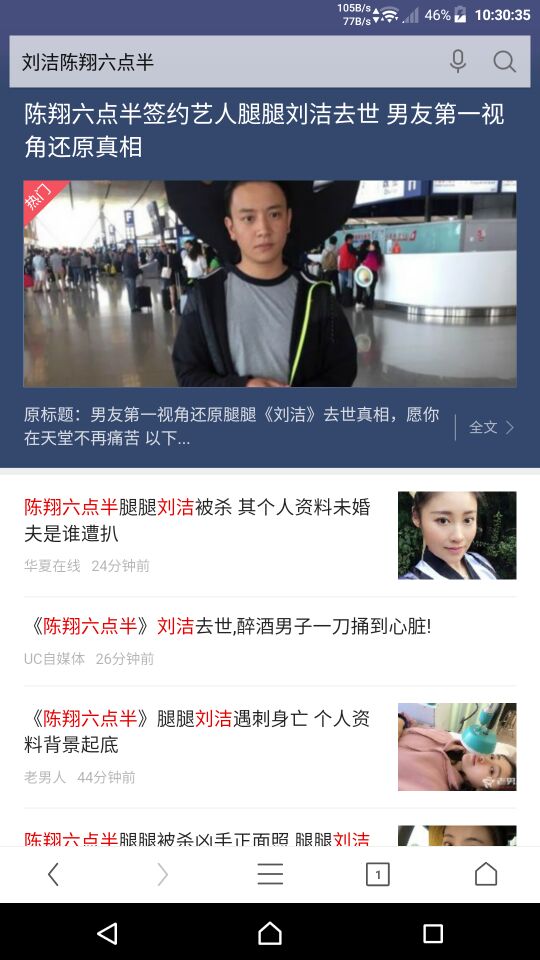 105B/s
77B/s
46%
10:30:35
刘洁陈翔六点半
陈翔六点半签约艺人腿腿刘洁去世 男友第一视
角还原真相
热门
F
原标题：男友第一视角还原腿腿《刘洁》去世真相，愿你
在天堂不再痛苦 以下...
全文
陈翔六点半腿腿刘洁被杀 其个人资料未婚
夫是谁遭扒
华夏在线 24分钟前
《陈翔六点半》刘洁去世,醉酒男子一刀捅到心脏!
UC自媒体 26分钟前
《陈翔六点半》腿腿刘洁遇刺身亡 个人资
料背景起底
老男人 44分钟前
老男
陈翔六点半腿腿被杀凶手正面照 腿腿刘洁
1